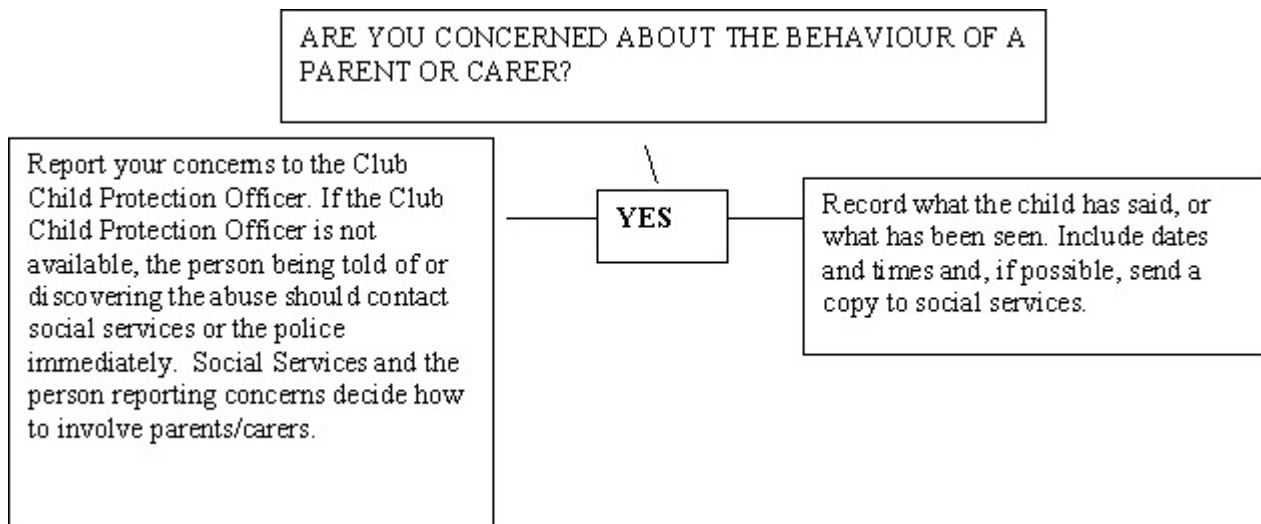 ARE YOU CONCERNED ABOUT THE BEHAVIOUR OF A
PARENT OR CARER?
Report your concerns to the Club
Child Protection Officer. If the Club
Child Protection Officer is not
available, the person being told of or
discovering the abuse should contact
social services or the police
immediately.  Social Services and the
person reporting concerns decide how
to involve parents/carers.
YES
Record what the child has said, or
what has been seen. Include dates
and times and, if possible, send a
copy to social services.